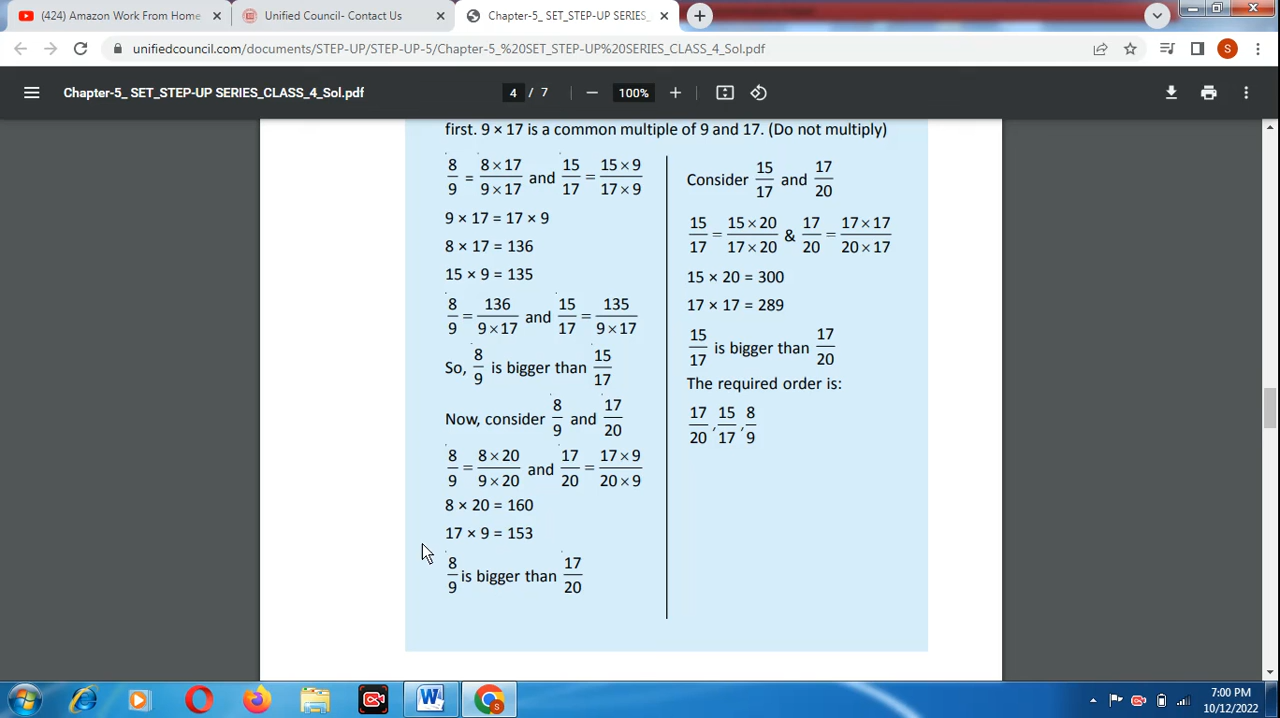 (424) Amazon Work From Home
Unified Council- Contact Us
Chapter-5_ SET_STEP-UP SERIES_
unifiedcouncil.com/documents/STEP-UP/STEP-UP-5/Chapter-5_%20SET_STEP-UP%20SERIES_CLASS_4_Sol.pdf
S
Chapter-5_ SET_STEP-UP SERIES_CLASS_4_Sol.pdf
4 / 7
100%
first. 9 × 17 is a common multiple of 9 and 17. (Do not multiply)
8/9 = 8 × 17/9 × 17 and 15/17 = 15 × 9/17 × 9
9 × 17 = 17 × 9
8 × 17 = 136
15 × 9 = 135
8/9 = 136/9 × 17 and 15/17 = 135/9 × 17
So, 8/9 is bigger than 15/17
Now, consider 8/9 and 17/20
8/9 = 8 × 20/9 × 20 and 17/20 = 17 × 9/20 × 9
8 × 20 = 160
17 × 9 = 153
8/9 is bigger than 17/20
Consider 15/17 and 17/20
15/17 = 15 × 20/17 × 20 & 17/20 = 17 × 17/20 × 17
15 × 20 = 300
17 × 17 = 289
15/17 is bigger than 17/20
The required order is:
17/20, 15/17, 8/9
7:00 PM
10/12/2022